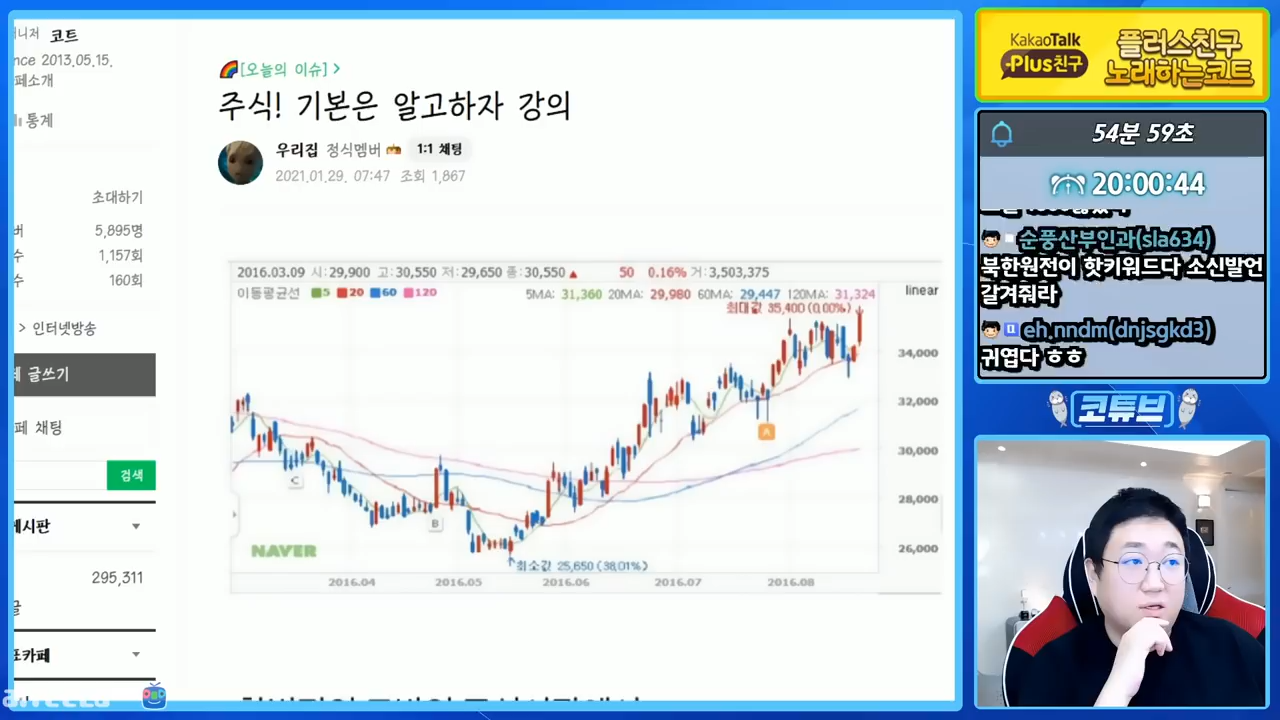 니저 코트
nce 2013.05.15.
페소개
통계
초대하기
버 5,895명
수 1,157회
수 160회
> 인터넷방송
글쓰기
페 채팅
검색
게시판
295,311
글
카페
[오늘의 이슈] >
주식! 기본은 알고하자 강의
우리집 정식멤버 1:1 채팅
2021.01.29. 07:47 조회 1,867
2016.03.09 시:29,900 고:30,550 저:29,650 종:30,550 ▲ 50 0.16% 거:3,503,375
이동평균선 5 20 60 120 5MA: 31,360 20MA: 29,980 60MA: 29,447 120MA: 31,324
linear
최대값 35,400 (0.00%)
34,000
32,000
A
30,000
C
28,000
B
NAVER
26,000
최소값 25,650 (38.01%)
2016.04 2016.05 2016.06 2016.07 2016.08
KakaoTalk
Plus친구
플러스친구
노래하는코트
54분 59초
20:00:44
순풍산부인과(sla634)
북한원전이 핫키워드다 소신발언
갈겨줘라
eh,nndm(dnjsgkd3)
귀엽다 ㅎㅎ
코튜브